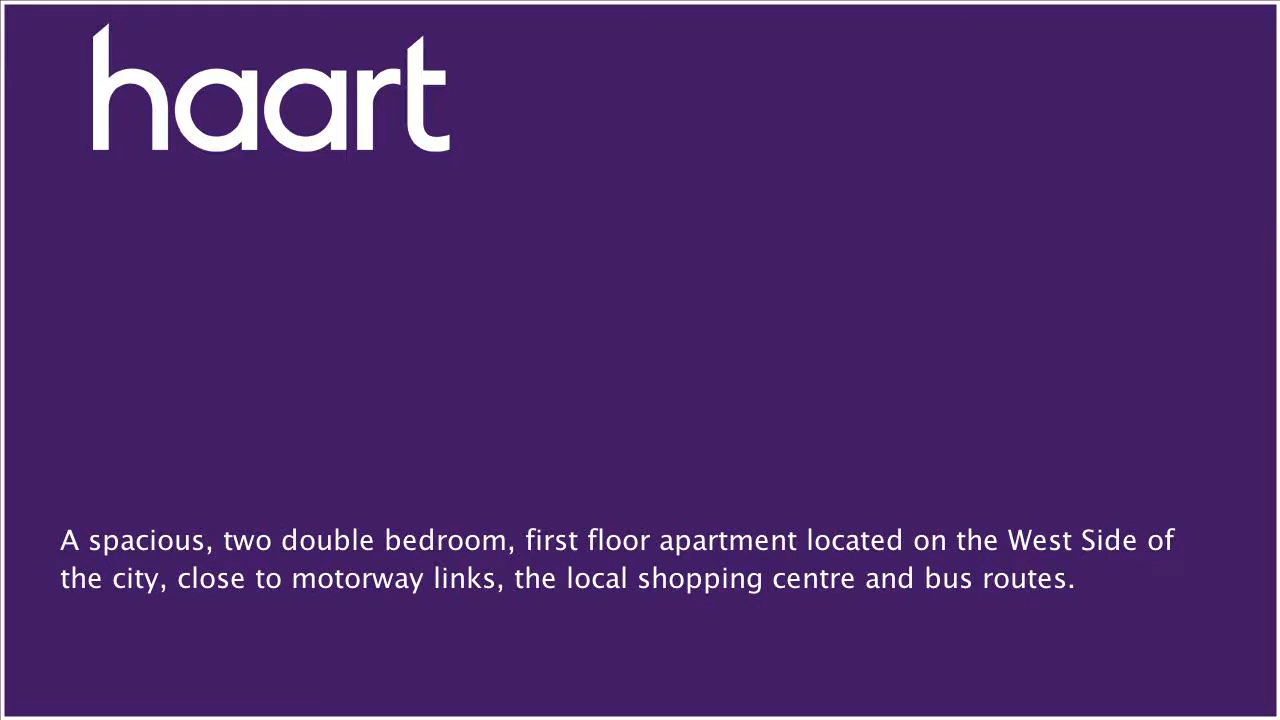 haart
A spacious, two double bedroom, first floor apartment located on the West Side of
the city, close to motorway links, the local shopping centre and bus routes.